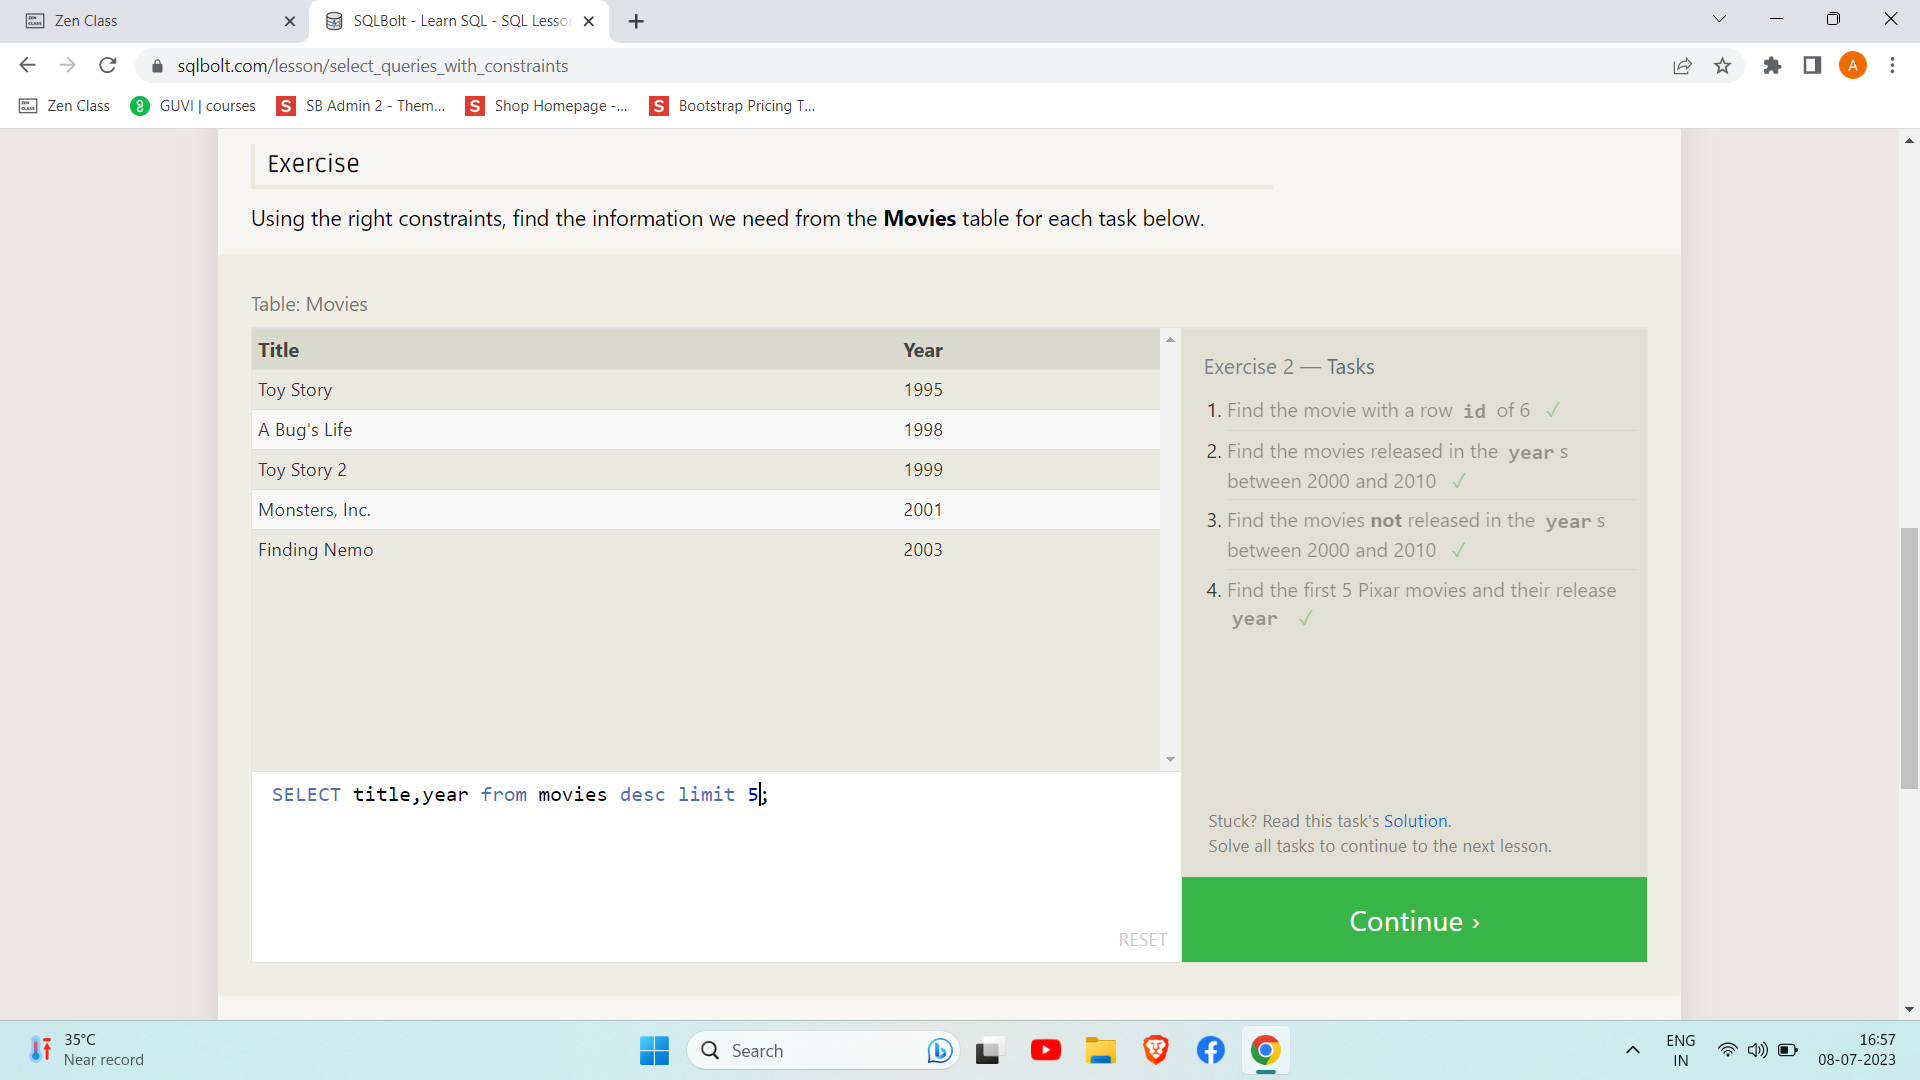 Zen Class
SQLBolt - Learn SQL - SQL Lesso
sqlbolt.com/lesson/select_queries_with_constraints
A
Zen Class
GUVI | courses
S SB Admin 2 - Them...
S Shop Homepage -...
S Bootstrap Pricing T...
Exercise
Using the right constraints, find the information we need from the Movies table for each task below.
Table: Movies
Title Year
Toy Story 1995
A Bug's Life 1998
Toy Story 2 1999
Monsters, Inc. 2001
Finding Nemo 2003
SELECT title,year from movies desc limit 5;
RESET
Exercise 2 — Tasks
1. Find the movie with a row id of 6 ✓
2. Find the movies released in the year s
between 2000 and 2010 ✓
3. Find the movies not released in the year s
between 2000 and 2010 ✓
4. Find the first 5 Pixar movies and their release
year ✓
Stuck? Read this task's Solution.
Solve all tasks to continue to the next lesson.
Continue ›
35°C
Near record
Search
ENG
IN
16:57
08-07-2023